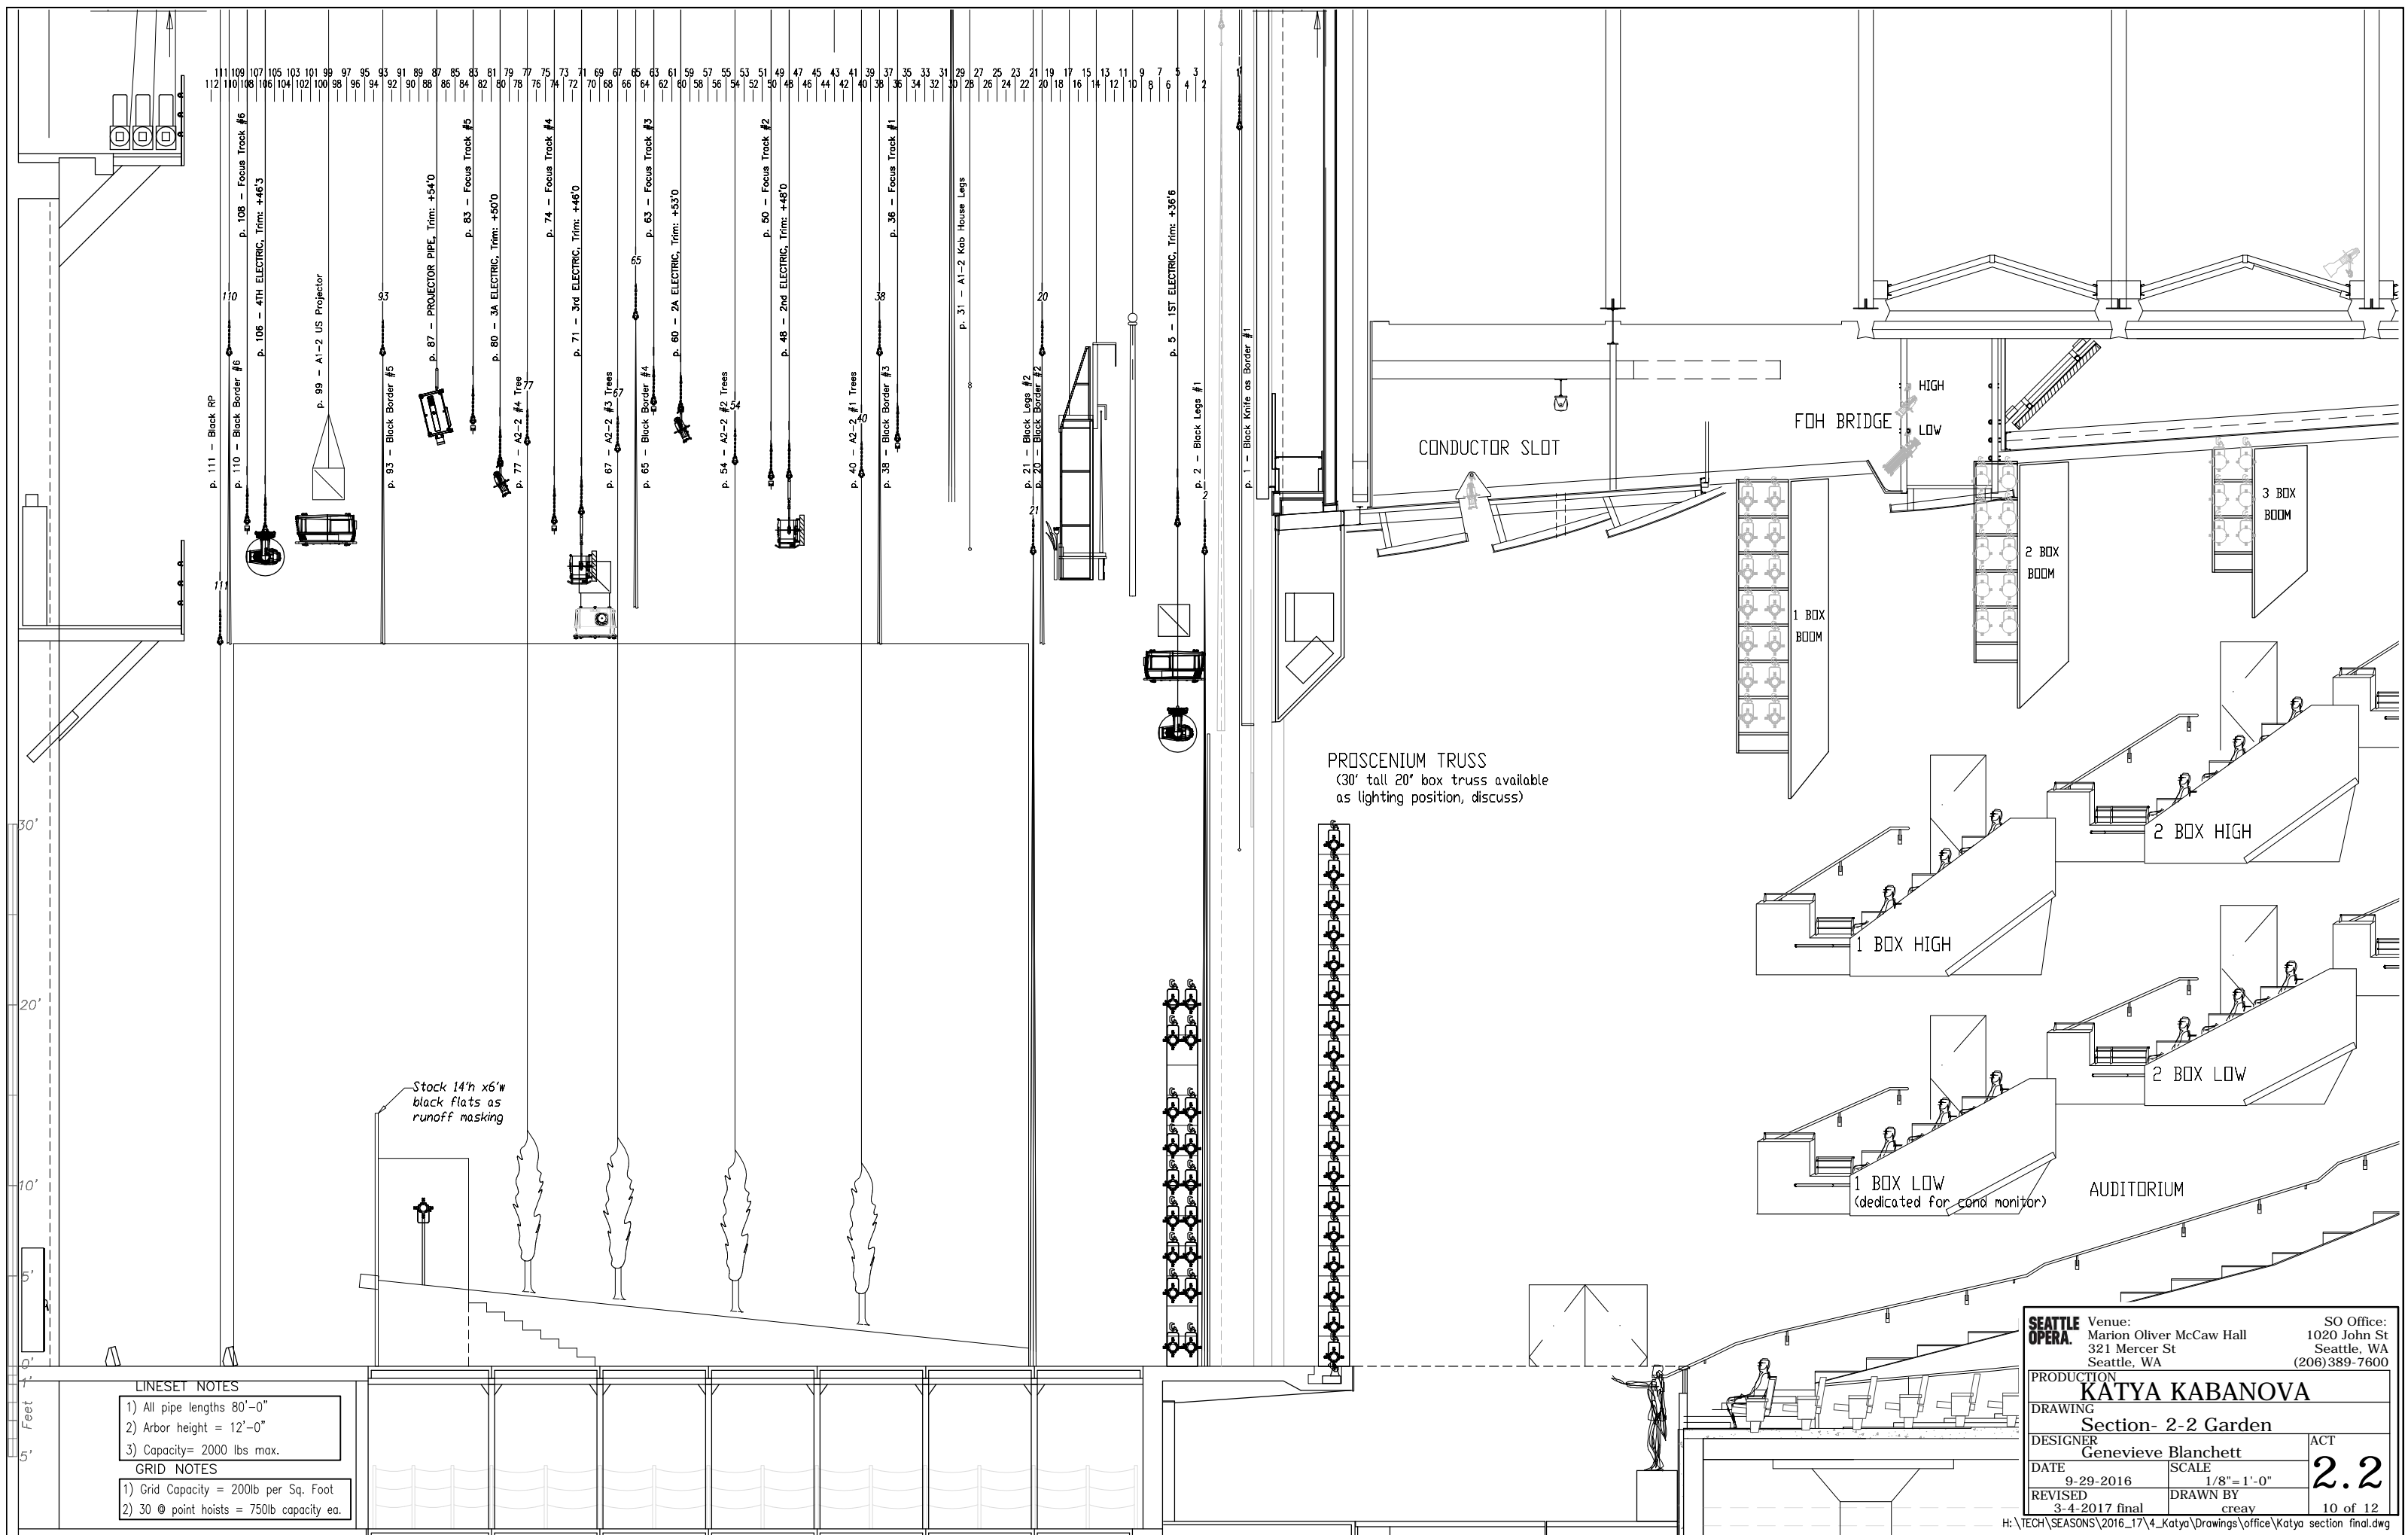 111 109 107 105 103 101 99 97 95 93 91 89 87 85 83 81 79 77 75 73 71 69 67 65 63 61 59 57 55 53 51 49 47 45 43 41 39 37 35 33 31 29 27 25 23 21 19 17 15 13 11 9 7 5 3 1
112 110 108 106 104 102 100 98 96 94 92 90 88 86 84 82 80 78 76 74 72 70 68 66 64 62 60 58 56 54 52 50 48 46 44 42 40 38 36 34 32 30 28 26 24 22 20 18 16 14 12 10 8 6 4 2
p. 111 - Black RP
p. 110 - Black Border #6
p. 108 - Focus Track #6
p. 106 - 4TH ELECTRIC, Trim: +46'3
p. 99 - A1-2 US Projector
p. 93 - Black Border #5
p. 87 - PROJECTOR PIPE, Trim: +54'0
p. 83 - Focus Track #5
p. 80 - 3A ELECTRIC, Trim: +50'0
p. 77 - A2-2 #4 Tree
p. 74 - Focus Track #4
p. 71 - 3rd ELECTRIC, Trim: +46'0
p. 67 - A2-2 #3 Trees
p. 65 - Black Border #4
p. 63 - Focus Track #3
p. 60 - 2A ELECTRIC, Trim: +53'0
p. 54 - A2-2 #2 Trees
p. 50 - Focus Track #2
p. 48 - 2nd ELECTRIC, Trim: +48'0
p. 40 - A2-2 #1 Trees
p. 38 - Black Border #3
p. 36 - Focus Track #1
p. 31 - A1-2 Kab House Legs
p. 21 - Black Legs #2
p. 20 - Black Border #2
p. 5 - 1ST ELECTRIC, Trim: +36'6
p. 2 - Black Legs #1
p. 1 - Black Knife as Border #1
110
111
93
77
67
65
54
40
38
21
20
8
2
CONDUCTOR SLOT
FOH BRIDGE
HIGH
LOW
1 BOX
BOOM
2 BOX
BOOM
3 BOX
BOOM
PROSCENIUM TRUSS
(30' tall 20" box truss available
as lighting position, discuss)
2 BOX HIGH
1 BOX HIGH
2 BOX LOW
1 BOX LOW
(dedicated for cond monitor)
AUDITORIUM
Stock 14'h x6'w
black flats as
runoff masking
30'
20'
10'
5'
0'
1'
Feet
5'
LINESET NOTES
1) All pipe lengths 80'-0"
2) Arbor height = 12'-0"
3) Capacity= 2000 lbs max.
GRID NOTES
1) Grid Capacity = 200lb per Sq. Foot
2) 30 @ point hoists = 750lb capacity ea.
SEATTLE
OPERA.
Venue:
Marion Oliver McCaw Hall
321 Mercer St
Seattle, WA
SO Office:
1020 John St
Seattle, WA
(206)389-7600
PRODUCTION
KATYA KABANOVA
DRAWING
Section- 2-2 Garden
DESIGNER
Genevieve Blanchett
ACT
2.2
DATE
9-29-2016
SCALE
1/8"=1'-0"
REVISED
3-4-2017 final
DRAWN BY
creay
10 of 12
H:\TECH\SEASONS\2016_17\4_Katya\Drawings\office\Katya section final.dwg